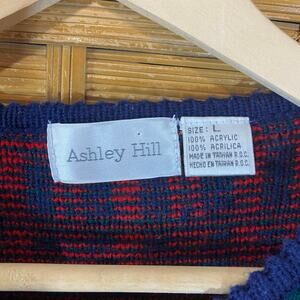 Ashley Hill
SIZE: L
100% ACRYLIC
100% ACRILICA
MADE IN TAIWAN R.O.C.
HECHO EN TAIWAN R.O.C.